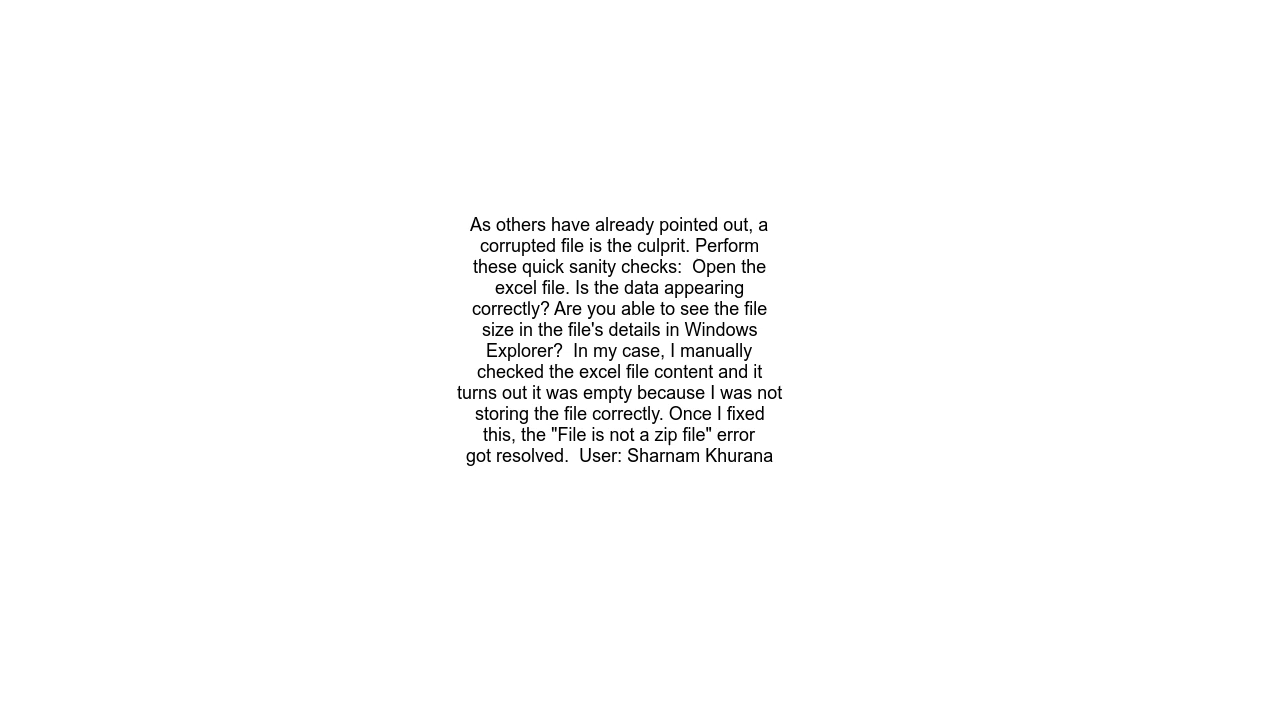 As others have already pointed out, a
corrupted file is the culprit. Perform
these quick sanity checks:  Open the
excel file. Is the data appearing
correctly? Are you able to see the file
size in the file's details in Windows
Explorer?  In my case, I manually
checked the excel file content and it
turns out it was empty because I was not
storing the file correctly. Once I fixed
this, the "File is not a zip file" error
got resolved.  User: Sharnam Khurana